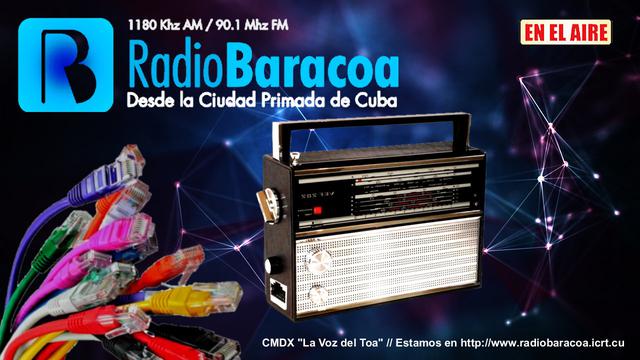 1180 Khz AM / 90.1 Mhz FM
EN EL AIRE
RadioBaracoa
Desde la Ciudad Primada de Cuba
CMDX "La Voz del Toa" // Estamos en http://www.radiobaracoa.icrt.cu